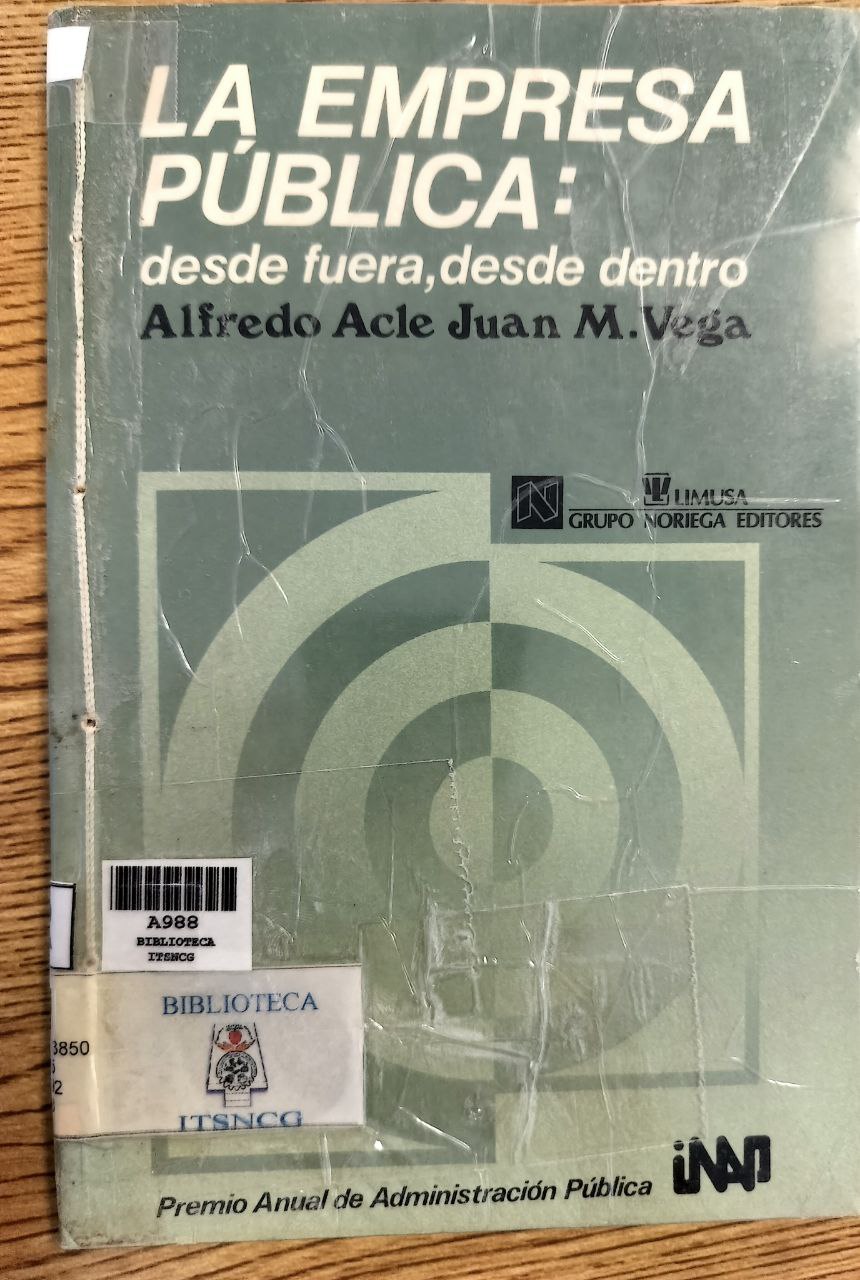 LA EMPRESA
PÚBLICA:
desde fuera, desde dentro
Alfredo Acle Juan M. Vega
LIMUSA
GRUPO NORIEGA EDITORES
A988
BIBLIOTECA
ITSNCG
BIBLIOTECA
3850
ITSNCG
iNAP
Premio Anual de Administración Pública